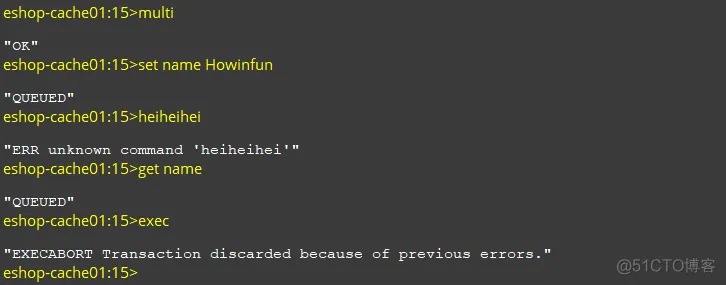 eshop-cache01:15>multi
"OK"
eshop-cache01:15>set name Howinfun
"QUEUED"
eshop-cache01:15>heiheihei
"ERR unknown command 'heiheihei'"
eshop-cache01:15>get name
"QUEUED"
eshop-cache01:15>exec
"EXECABORT Transaction discarded because of previous errors."
eshop-cache01:15>
@51CTO博客